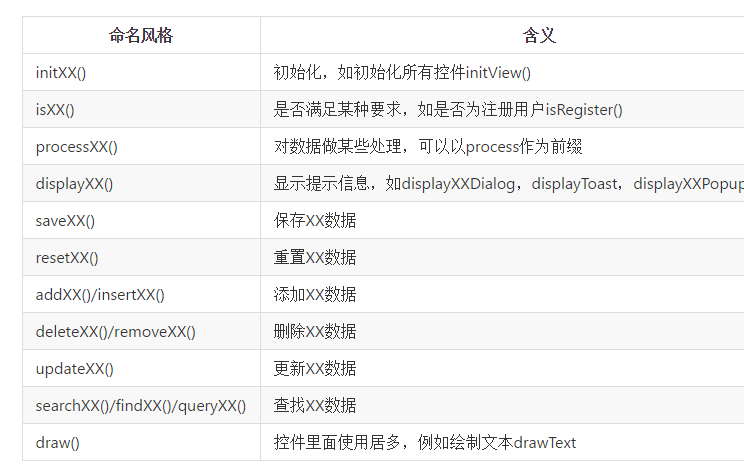 命名风格 含义
initXX() 初始化，如初始化所有控件initView()
isXX() 是否满足某种要求，如是否为注册用户isRegister()
processXX() 对数据做某些处理，可以以process作为前缀
displayXX() 显示提示信息，如displayXXDialog，displayToast，displayXXPopup
saveXX() 保存XX数据
resetXX() 重置XX数据
addXX()/insertXX() 添加XX数据
deleteXX()/removeXX() 删除XX数据
updateXX() 更新XX数据
searchXX()/findXX()/queryXX() 查找XX数据
draw() 控件里面使用居多，例如绘制文本drawText